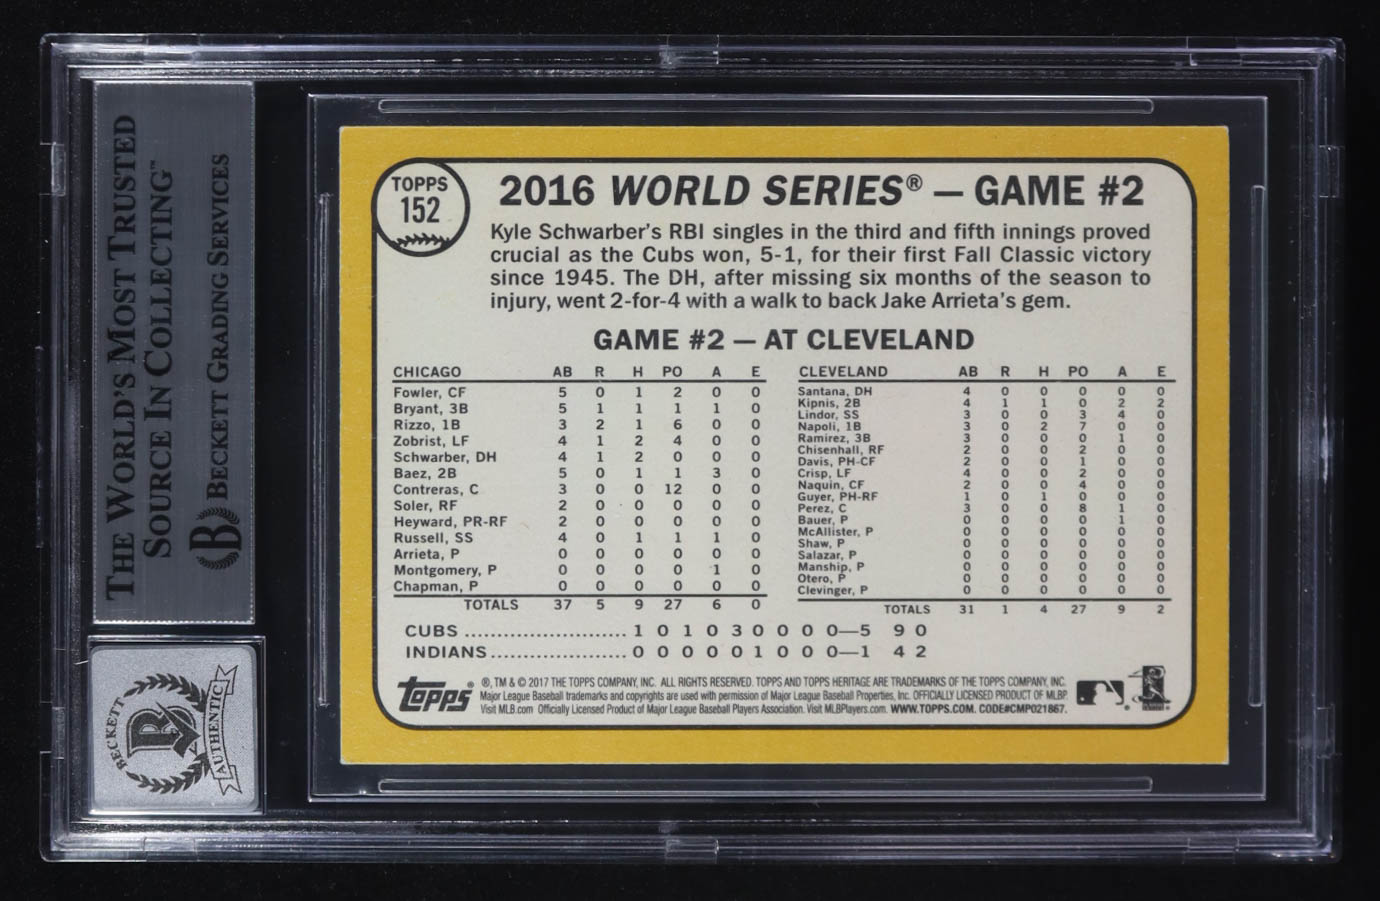 THE WORLD'S MOST TRUSTED
SOURCE IN COLLECTING™
B BECKETT GRADING SERVICES
BECKETT
B
AUTHENTIC
TOPPS
152
2016 WORLD SERIES® — GAME #2
Kyle Schwarber's RBI singles in the third and fifth innings proved
crucial as the Cubs won, 5-1, for their first Fall Classic victory
since 1945. The DH, after missing six months of the season to
injury, went 2-for-4 with a walk to back Jake Arrieta's gem.
GAME #2 — AT CLEVELAND
CHICAGO AB R H PO A E
Fowler, CF 5 0 1 2 0 0
Bryant, 3B 5 1 1 1 1 0
Rizzo, 1B 3 2 1 6 0 0
Zobrist, LF 4 1 2 4 0 0
Schwarber, DH 4 1 2 0 0 0
Baez, 2B 5 0 1 1 3 0
Contreras, C 3 0 0 12 0 0
Soler, RF 2 0 0 0 0 0
Heyward, PR-RF 2 0 0 0 0 0
Russell, SS 4 0 1 1 1 0
Arrieta, P 0 0 0 0 0 0
Montgomery, P 0 0 0 0 1 0
Chapman, P 0 0 0 0 0 0
TOTALS 37 5 9 27 6 0
CLEVELAND AB R H PO A E
Santana, DH 4 0 0 0 0 0
Kipnis, 2B 4 1 1 0 2 2
Lindor, SS 3 0 0 3 4 0
Napoli, 1B 3 0 2 7 0 0
Ramirez, 3B 3 0 0 0 1 0
Chisenhall, RF 2 0 0 2 0 0
Davis, PH-CF 2 0 0 1 0 0
Crisp, LF 4 0 0 2 0 0
Naquin, CF 2 0 0 4 0 0
Guyer, PH-RF 1 0 1 0 0 0
Perez, C 3 0 0 8 1 0
Bauer, P 0 0 0 0 1 0
McAllister, P 0 0 0 0 0 0
Shaw, P 0 0 0 0 0 0
Salazar, P 0 0 0 0 0 0
Manship, P 0 0 0 0 0 0
Otero, P 0 0 0 0 0 0
Clevinger, P 0 0 0 0 0 0
TOTALS 31 1 4 27 9 2
CUBS ........................ 1 0 1 0 3 0 0 0 0—5 9 0
INDIANS.................... 0 0 0 0 0 1 0 0 0—1 4 2
Topps® ®, TM & © 2017 THE TOPPS COMPANY, INC. ALL RIGHTS RESERVED. TOPPS AND TOPPS HERITAGE ARE TRADEMARKS OF THE TOPPS COMPANY, INC.
Major League Baseball trademarks and copyrights are used with permission of Major League Baseball Properties, Inc. OFFICIALLY LICENSED PRODUCT OF MLBP.
Visit MLB.com Officially Licensed Product of Major League Baseball Players Association. Visit MLBPlayers.com. WWW.TOPPS.COM. CODE#CMP021867.